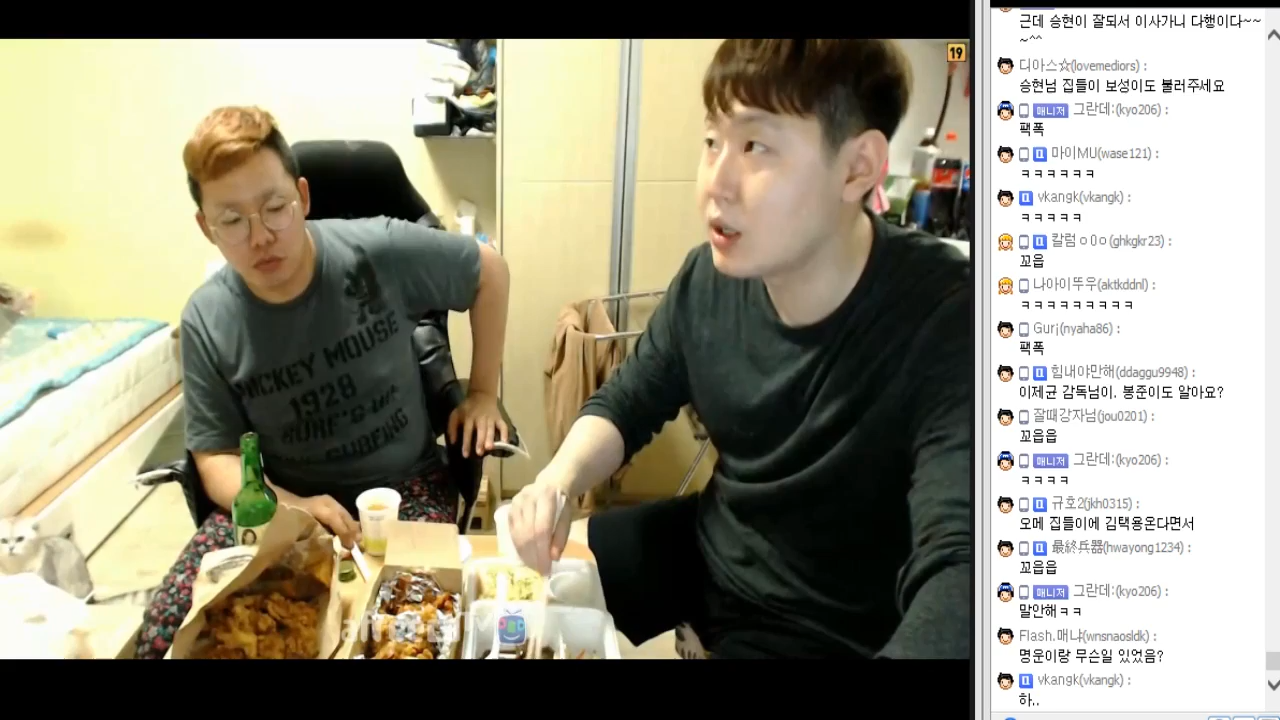 19
MICKEY MOUSE
IS
afreecaTV
근데 승현이 잘되서 이사가니 다행이다~~
~^^
디아스☆(lovemediors) :
승현님 집들이 보성이도 불러주세요
매니저 그란데:(kyo206) :
팩폭
마이MU(wase121) :
ㅋㅋㅋㅋㅋㅋ
vkangk(vkangk) :
ㅋㅋㅋㅋㅋ
칼럼ㅇ0ㅇ(ghkgkr23) :
꼬읍
나아이뚜우(aktkddnl) :
ㅋㅋㅋㅋㅋㅋㅋㅋㅋ
Guri(nyaha86) :
팩폭
힘내야만해(ddaggu9948) :
이제균 감독님이. 봉준이도 알아요?
잘때강자님(jou0201) :
꼬읍읍
매니저 그란데:(kyo206) :
ㅋㅋㅋㅋ
규호2(jkh0315) :
오메 집들이에 김택용온다면서
最終兵器(hwayong1234) :
꼬읍읍
매니저 그란데:(kyo206) :
말안해ㅋㅋ
Flash.매냐(wnsnaosldk) :
명운이랑 무슨일 있었음?
vkangk(vkangk) :
하..